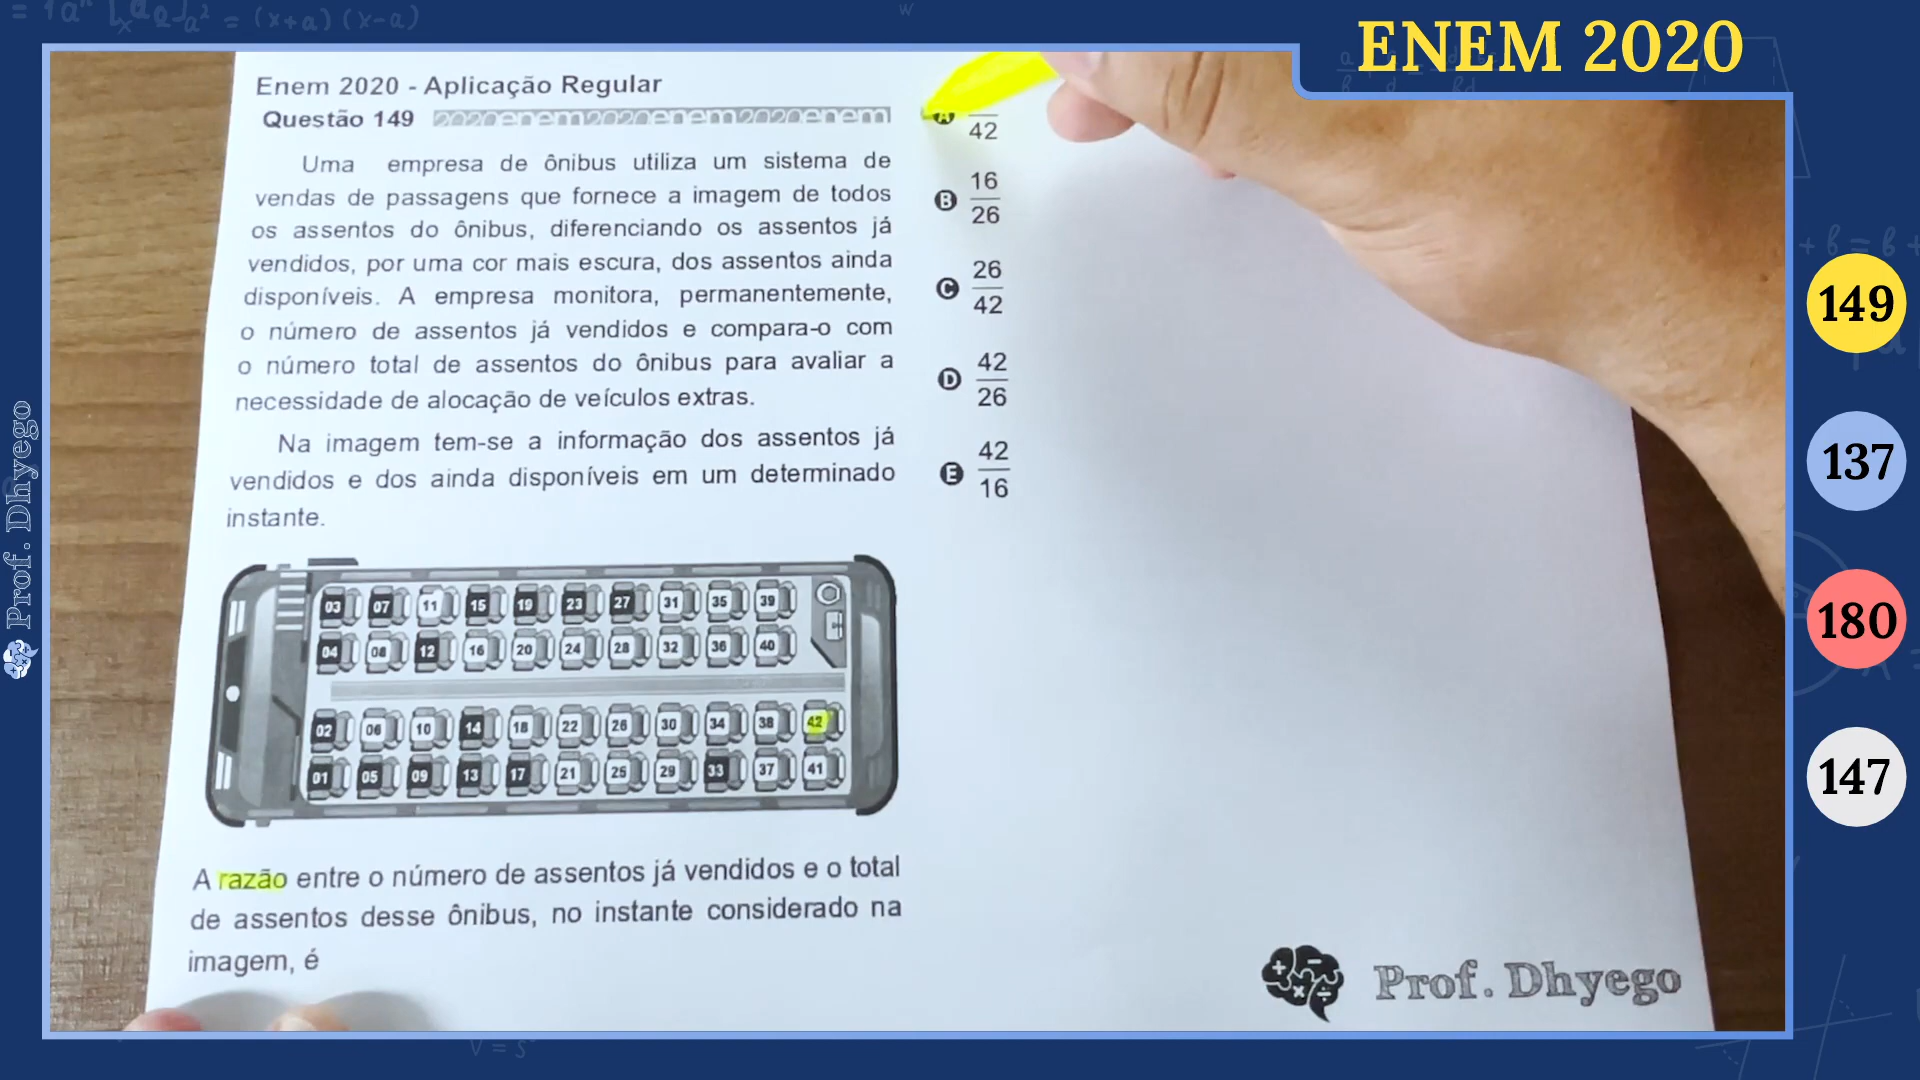 ENEM 2020
Enem 2020 - Aplicação Regular
Questão 149 2020enem2020enem2020enem
Uma empresa de ônibus utiliza um sistema de
vendas de passagens que fornece a imagem de todos
os assentos do ônibus, diferenciando os assentos já
vendidos, por uma cor mais escura, dos assentos ainda
disponíveis. A empresa monitora, permanentemente,
o número de assentos já vendidos e compara-o com
o número total de assentos do ônibus para avaliar a
necessidade de alocação de veículos extras.
Na imagem tem-se a informação dos assentos já
vendidos e dos ainda disponíveis em um determinado
instante.
03 07 11 15 19 23 27 31 35 39
04 08 12 16 20 24 28 32 36 40
02 06 10 14 18 22 26 30 34 38 42
01 05 09 13 17 21 25 29 33 37 41
A razão entre o número de assentos já vendidos e o total
de assentos desse ônibus, no instante considerado na
imagem, é
A
42
B 16
26
C 26
42
D 42
26
E 42
16
Prof. Dhyego
149
137
180
147
Prof. Dhyego
= (x+a) (x-a)